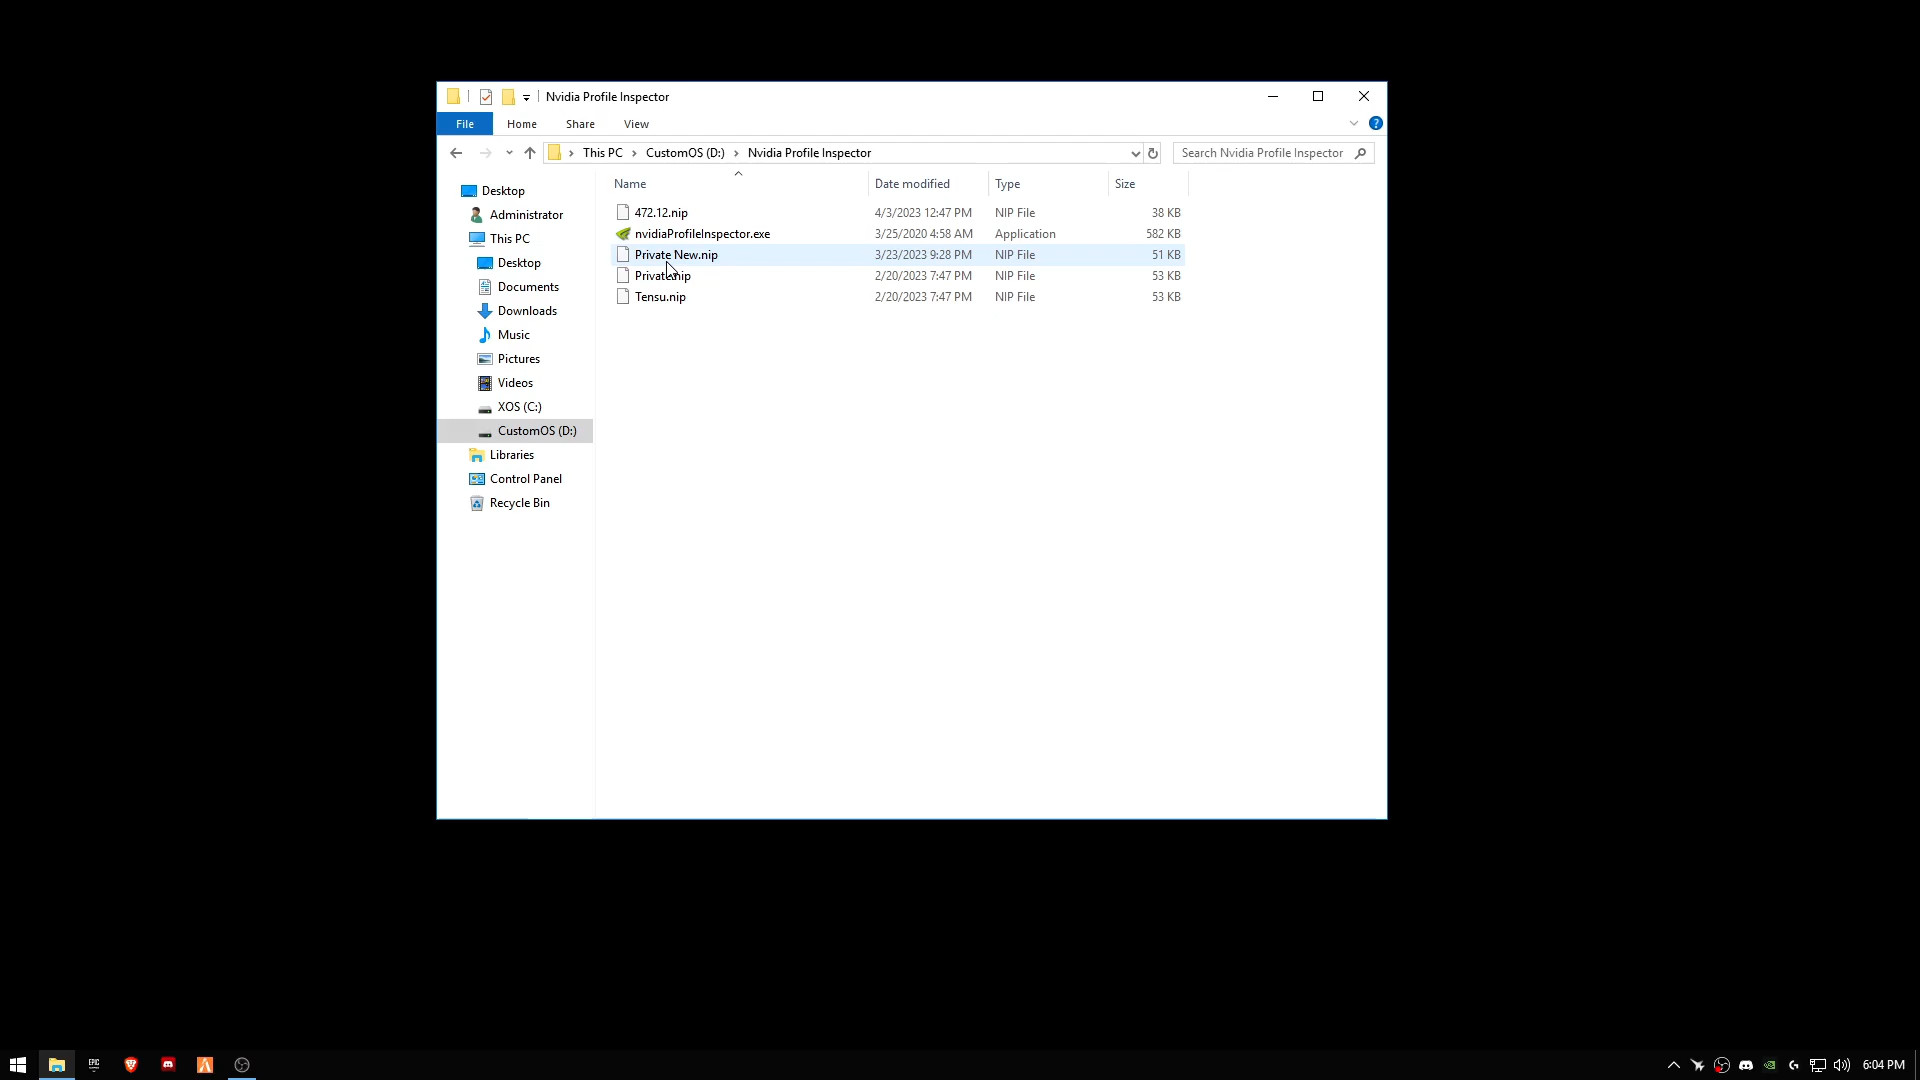 Nvidia Profile Inspector
File Home Share View
This PC CustomOS (D:) Nvidia Profile Inspector Search Nvidia Profile Inspector
Name Date modified Type Size
472.12.nip 4/3/2023 12:47 PM NIP File 38 KB
nvidiaProfileInspector.exe 3/25/2020 4:58 AM Application 582 KB
Private New.nip 3/23/2023 9:28 PM NIP File 51 KB
Private.nip 2/20/2023 7:47 PM NIP File 53 KB
Tensu.nip 2/20/2023 7:47 PM NIP File 53 KB
Desktop
Administrator
This PC
Desktop
Documents
Downloads
Music
Pictures
Videos
XOS (C:)
CustomOS (D:)
Libraries
Control Panel
Recycle Bin
EPIC
6:04 PM